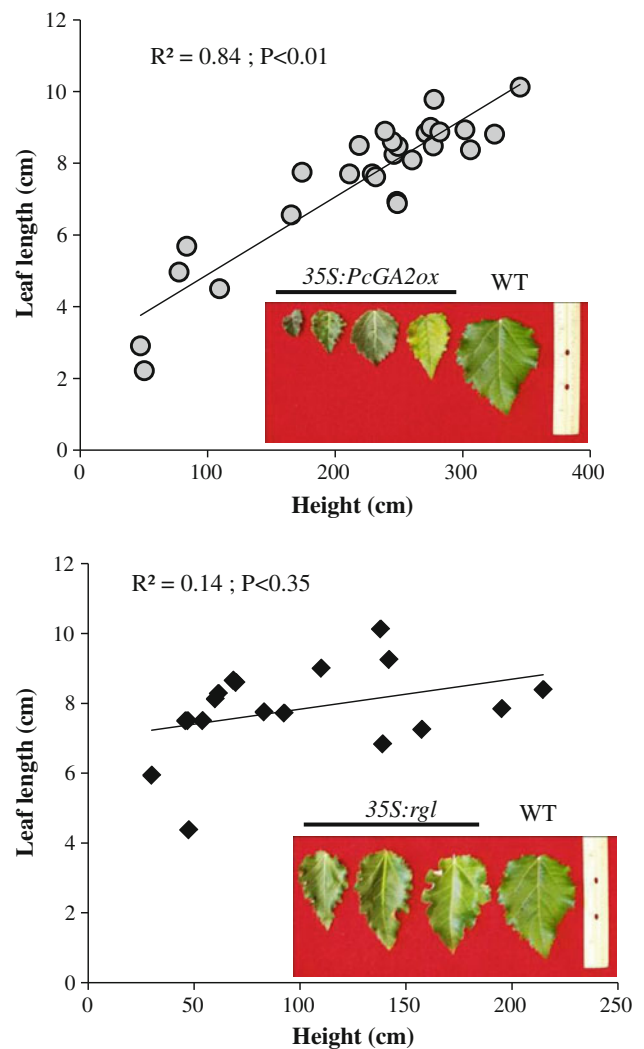 12
10
8
6
4
2
0
Leaf length (cm)
R² = 0.84 ; P<0.01
35S:PcGA2ox
WT
0 100 200 300 400
Height (cm)
12
10
8
6
4
2
0
Leaf length (cm)
R² = 0.14 ; P<0.35
35S:rgl
WT
0 50 100 150 200 250
Height (cm)